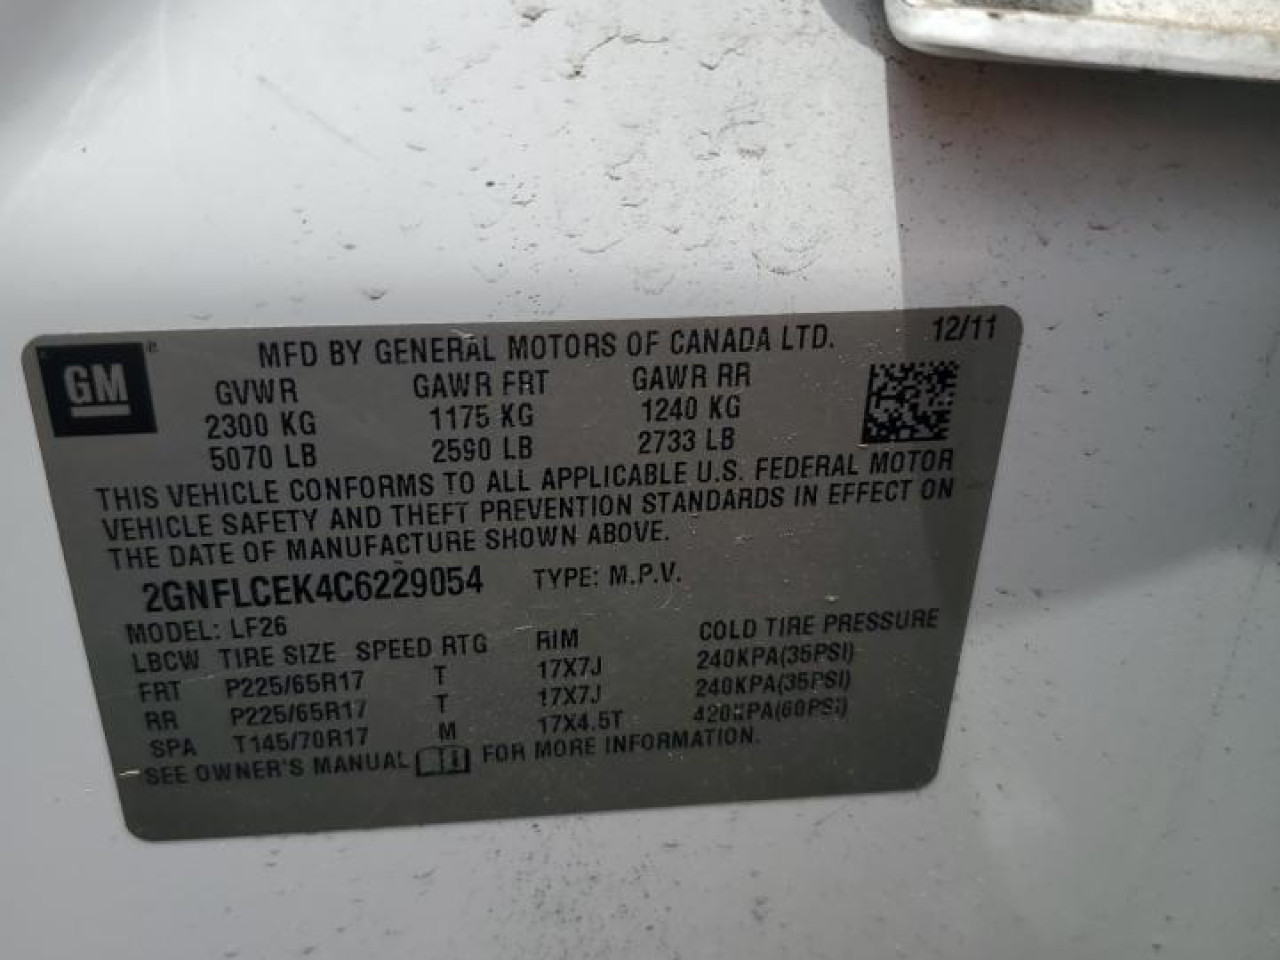 GM
MFD BY GENERAL MOTORS OF CANADA LTD. 12/11
GVWR GAWR FRT GAWR RR
2300 KG 1175 KG 1240 KG
5070 LB 2590 LB 2733 LB
THIS VEHICLE CONFORMS TO ALL APPLICABLE U.S. FEDERAL MOTOR
VEHICLE SAFETY AND THEFT PREVENTION STANDARDS IN EFFECT ON
THE DATE OF MANUFACTURE SHOWN ABOVE.
2GNFLCEK4C6229054 TYPE: M.P.V.
MODEL: LF26
LBCW TIRE SIZE SPEED RTG RIM COLD TIRE PRESSURE
FRT P225/65R17 T 17X7J 240KPA(35PSI)
RR P225/65R17 T 17X7J 240KPA(35PSI)
SPA T145/70R17 M 17X4.5T 420KPA(60PSI)
SEE OWNER'S MANUAL FOR MORE INFORMATION.